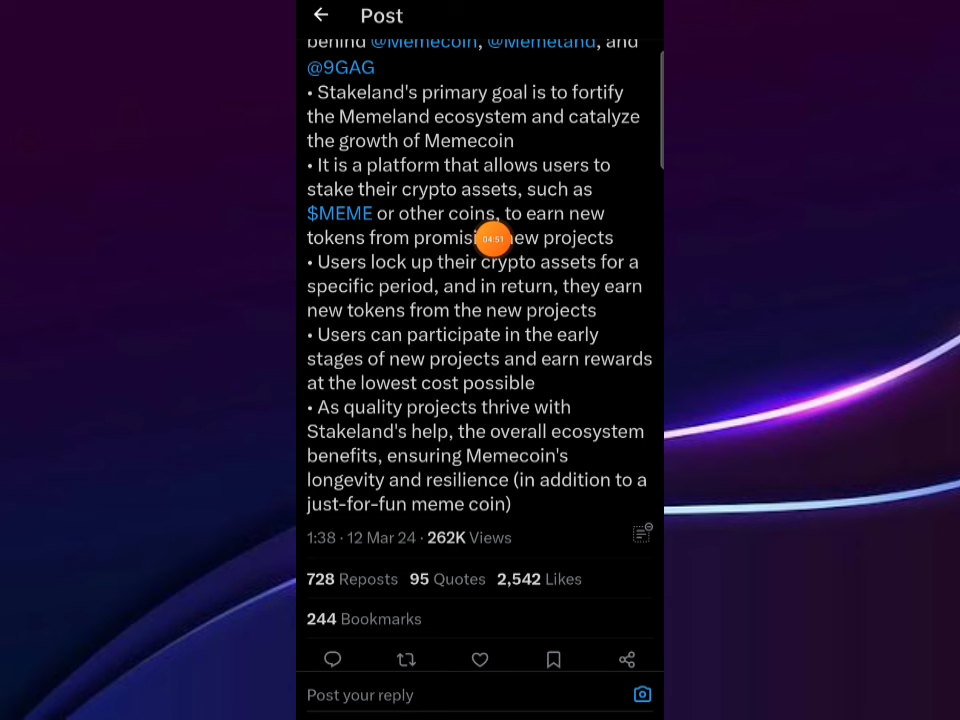 Post
behind @Memecoin, @Memeland, and
@9GAG
• Stakeland's primary goal is to fortify
the Memeland ecosystem and catalyze
the growth of Memecoin
• It is a platform that allows users to
stake their crypto assets, such as
$MEME or other coins, to earn new
tokens from promisi 04:51 new projects
• Users lock up their crypto assets for a
specific period, and in return, they earn
new tokens from the new projects
• Users can participate in the early
stages of new projects and earn rewards
at the lowest cost possible
• As quality projects thrive with
Stakeland's help, the overall ecosystem
benefits, ensuring Memecoin's
longevity and resilience (in addition to a
just-for-fun meme coin)
1:38 · 12 Mar 24 · 262K Views
728 Reposts 95 Quotes 2,542 Likes
244 Bookmarks
Post your reply